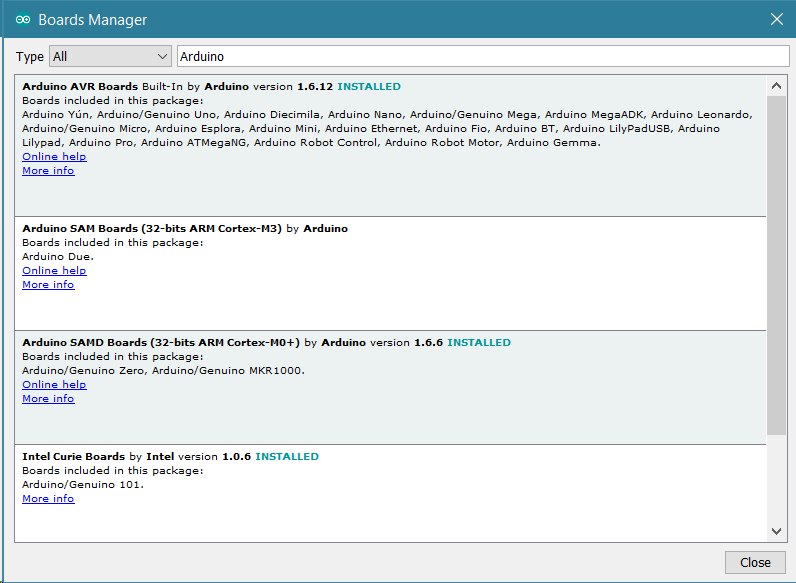 Boards Manager
Type All Arduino
Arduino AVR Boards Built-In by Arduino version 1.6.12 INSTALLED
Boards included in this package:
Arduino Yún, Arduino/Genuino Uno, Arduino Diecimila, Arduino Nano, Arduino/Genuino Mega, Arduino MegaADK, Arduino Leonardo,
Arduino/Genuino Micro, Arduino Esplora, Arduino Mini, Arduino Ethernet, Arduino Fio, Arduino BT, Arduino LilyPadUSB, Arduino
Lilypad, Arduino Pro, Arduino ATMegaNG, Arduino Robot Control, Arduino Robot Motor, Arduino Gemma.
Online help
More info
Arduino SAM Boards (32-bits ARM Cortex-M3) by Arduino
Boards included in this package:
Arduino Due.
Online help
More info
Arduino SAMD Boards (32-bits ARM Cortex-M0+) by Arduino version 1.6.6 INSTALLED
Boards included in this package:
Arduino/Genuino Zero, Arduino/Genuino MKR1000.
Online help
More info
Intel Curie Boards by Intel version 1.0.6 INSTALLED
Boards included in this package:
Arduino/Genuino 101.
More info
Close